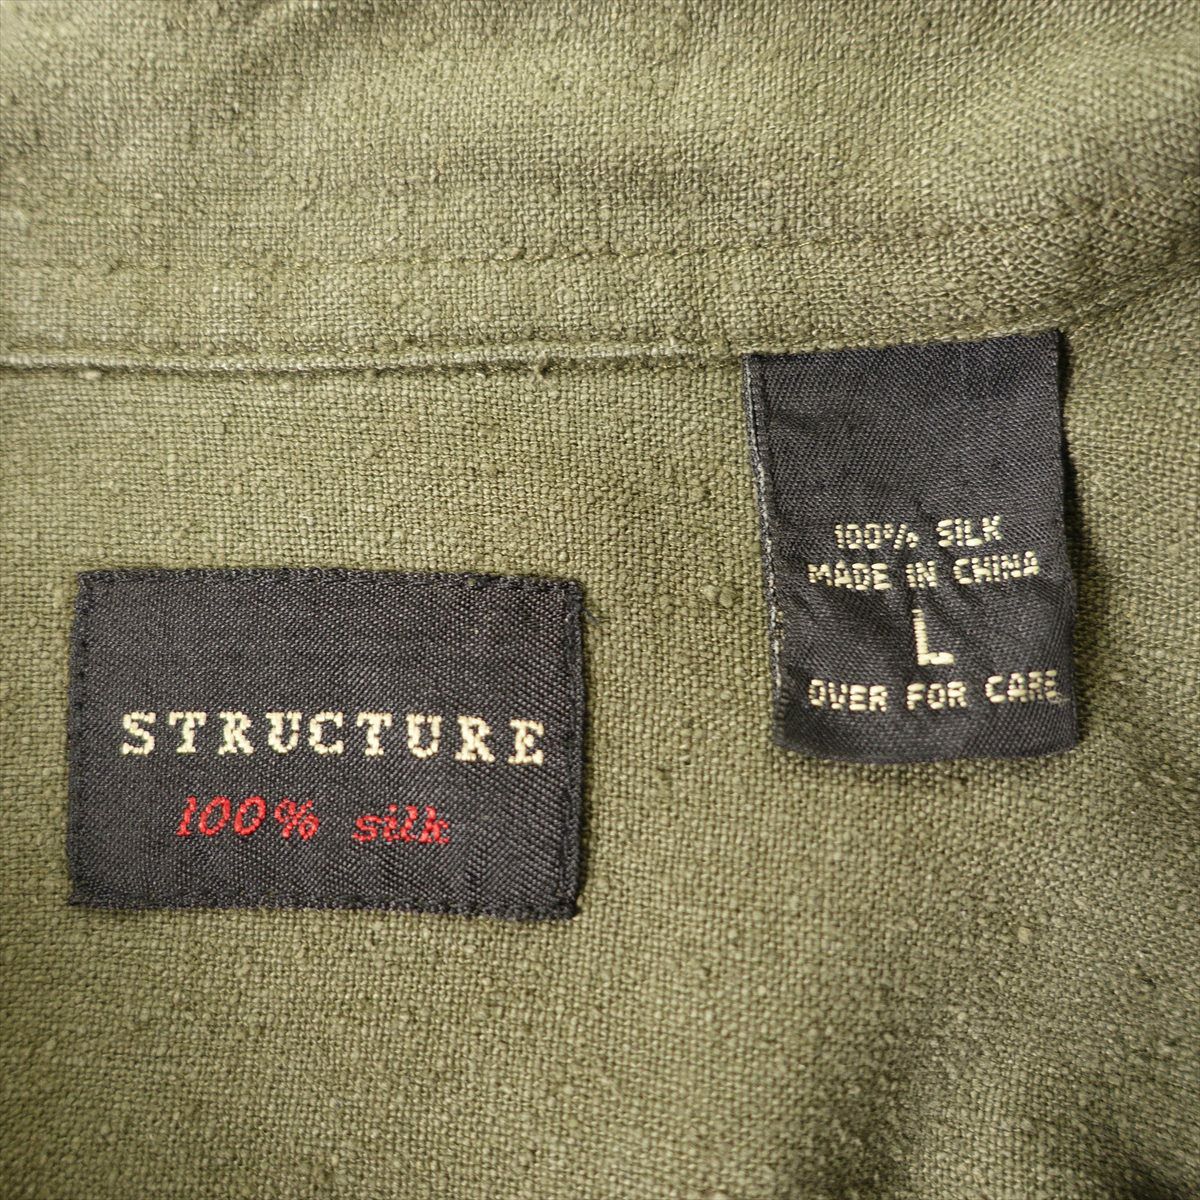 STRUCTURE
100% silk
100% SILK
MADE IN CHINA
L
OVER FOR CARE